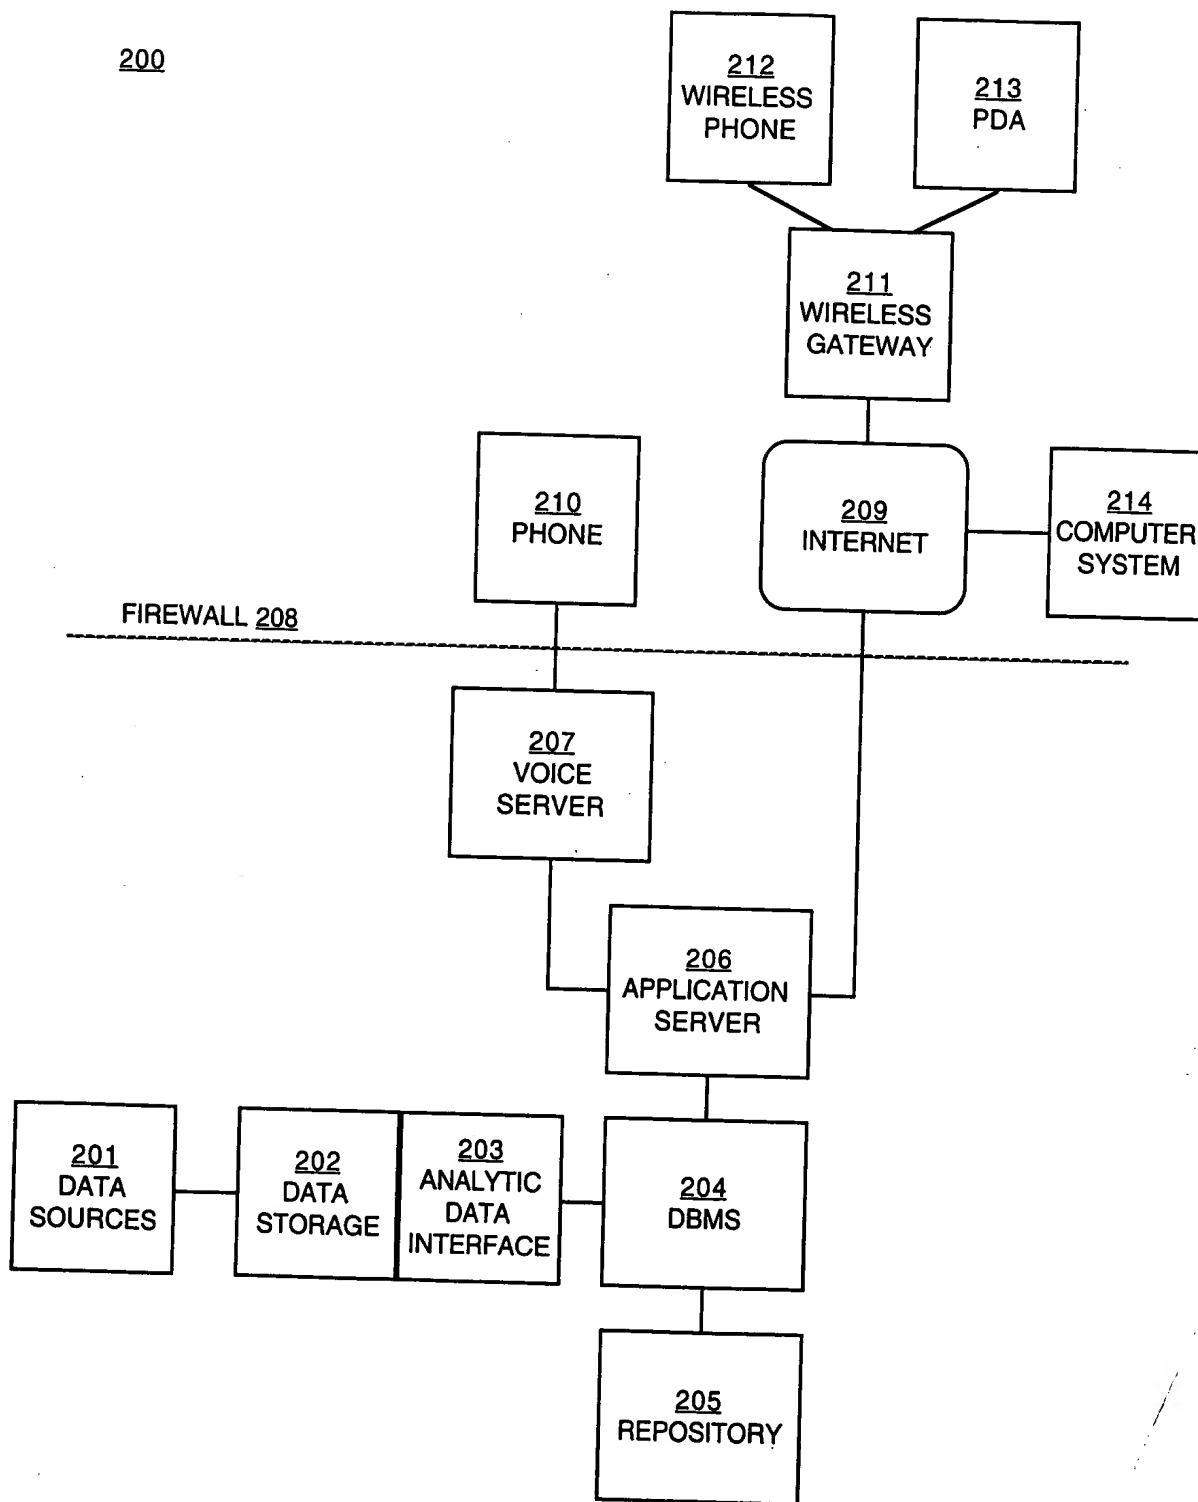 200
212
WIRELESS
PHONE
213
PDA
211
WIRELESS
GATEWAY
210
PHONE
209
INTERNET
214
COMPUTER
SYSTEM
FIREWALL 208
207
VOICE
SERVER
206
APPLICATION
SERVER
201
DATA
SOURCES
202
DATA
STORAGE
203
ANALYTIC
DATA
INTERFACE
204
DBMS
205
REPOSITORY